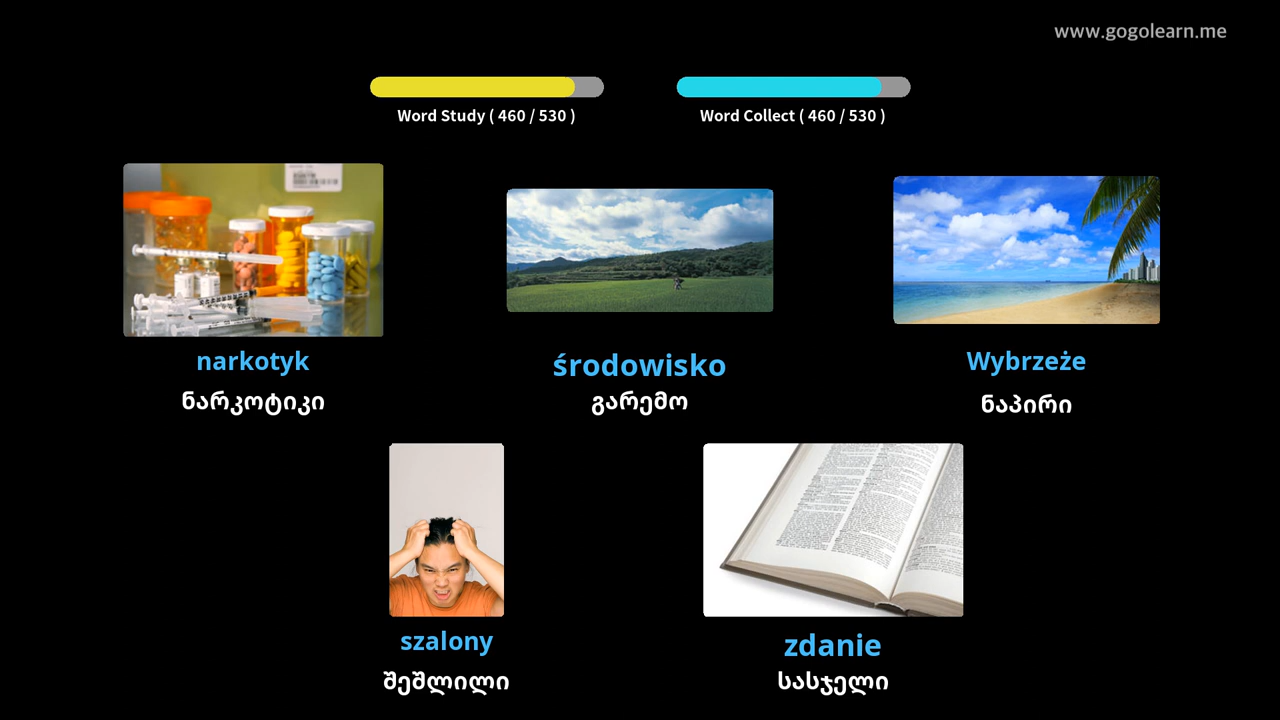 www.gogolearn.me
Word Study ( 460 / 530 )
Word Collect ( 460 / 530 )
narkotyk
ნარკოტიკი
środowisko
გარემო
Wybrzeże
ნაპირი
szalony
შეშლილი
zdanie
სასჯელი